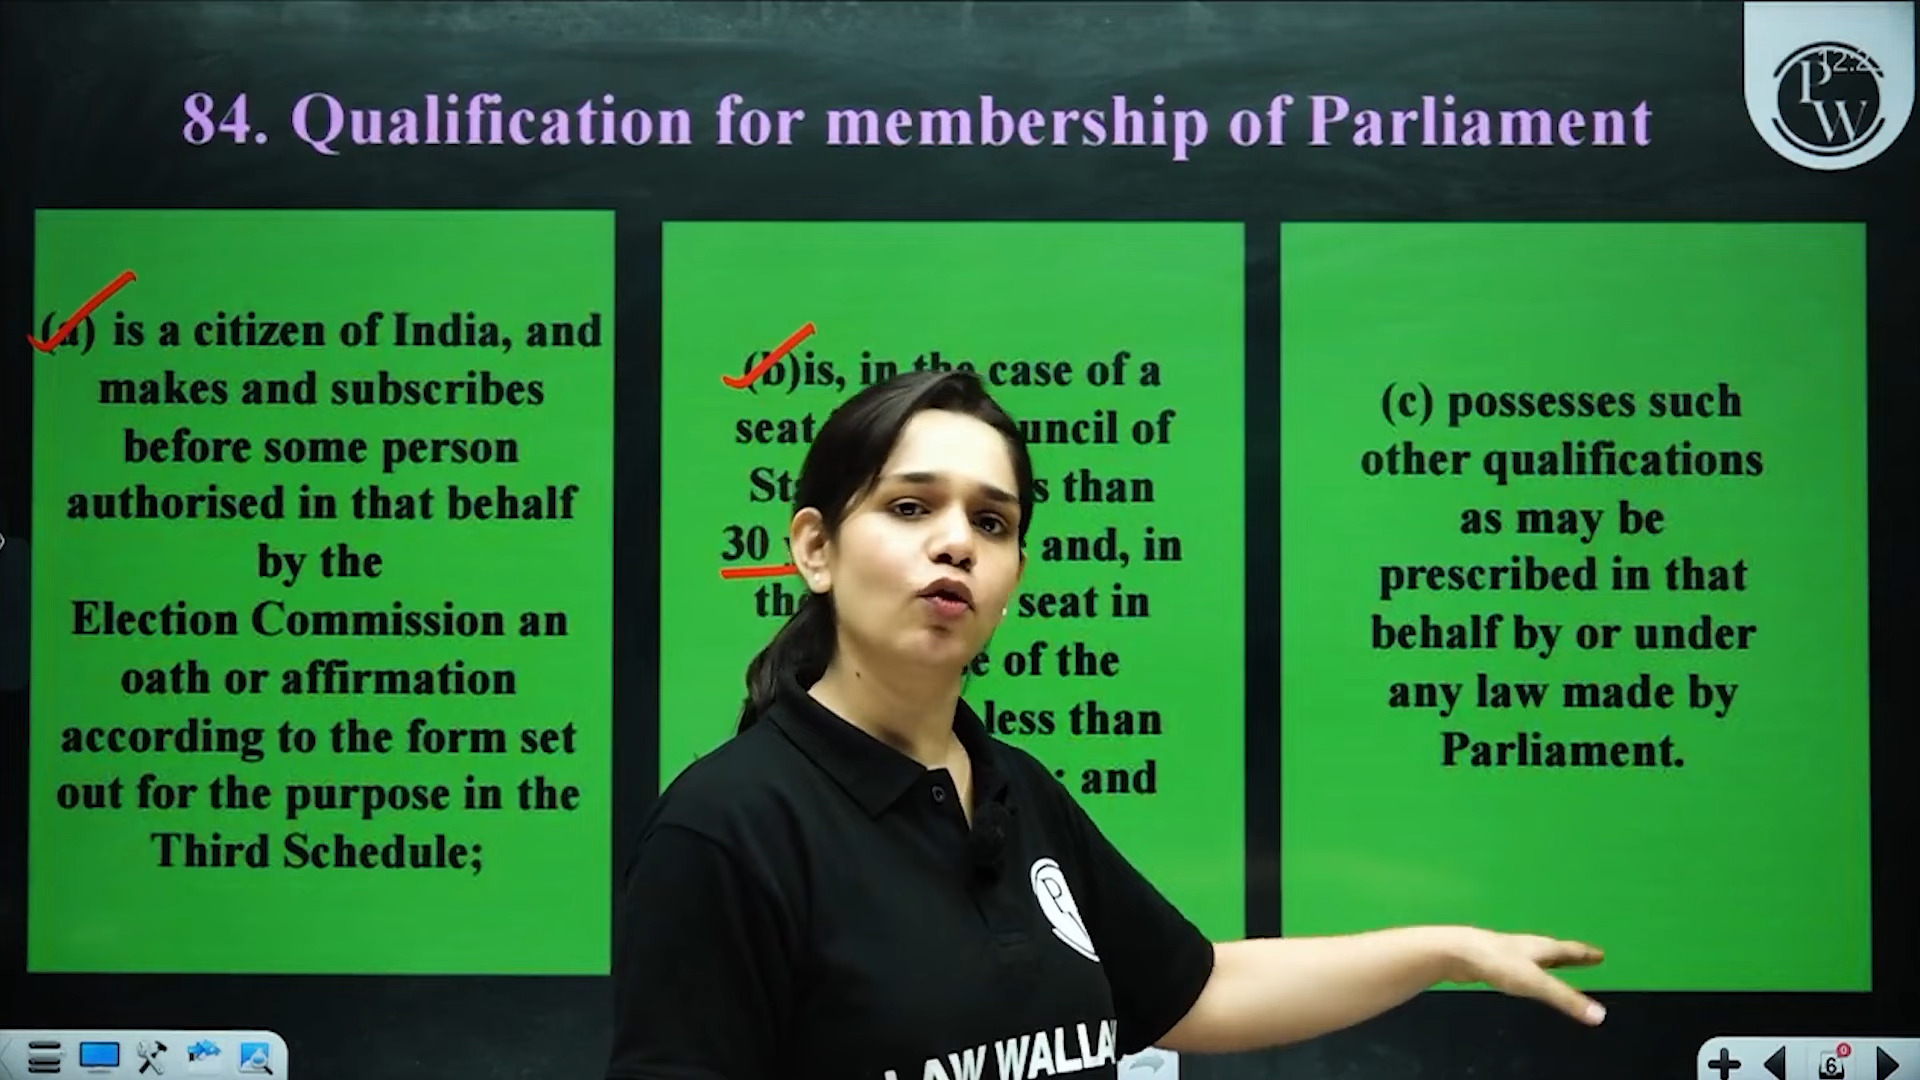 84. Qualification for membership of Parliament
PW
(a) is a citizen of India, and
makes and subscribes
before some person
authorised in that behalf
by the
Election Commission an
oath or affirmation
according to the form set
out for the purpose in the
Third Schedule;
(b)is, in the case of a
seat uncil of
than
30 and, in
seat in
of the
less than
; and
(c) possesses such
other qualifications
as may be
prescribed in that
behalf by or under
any law made by
Parliament.
LAW WALLA
6
0